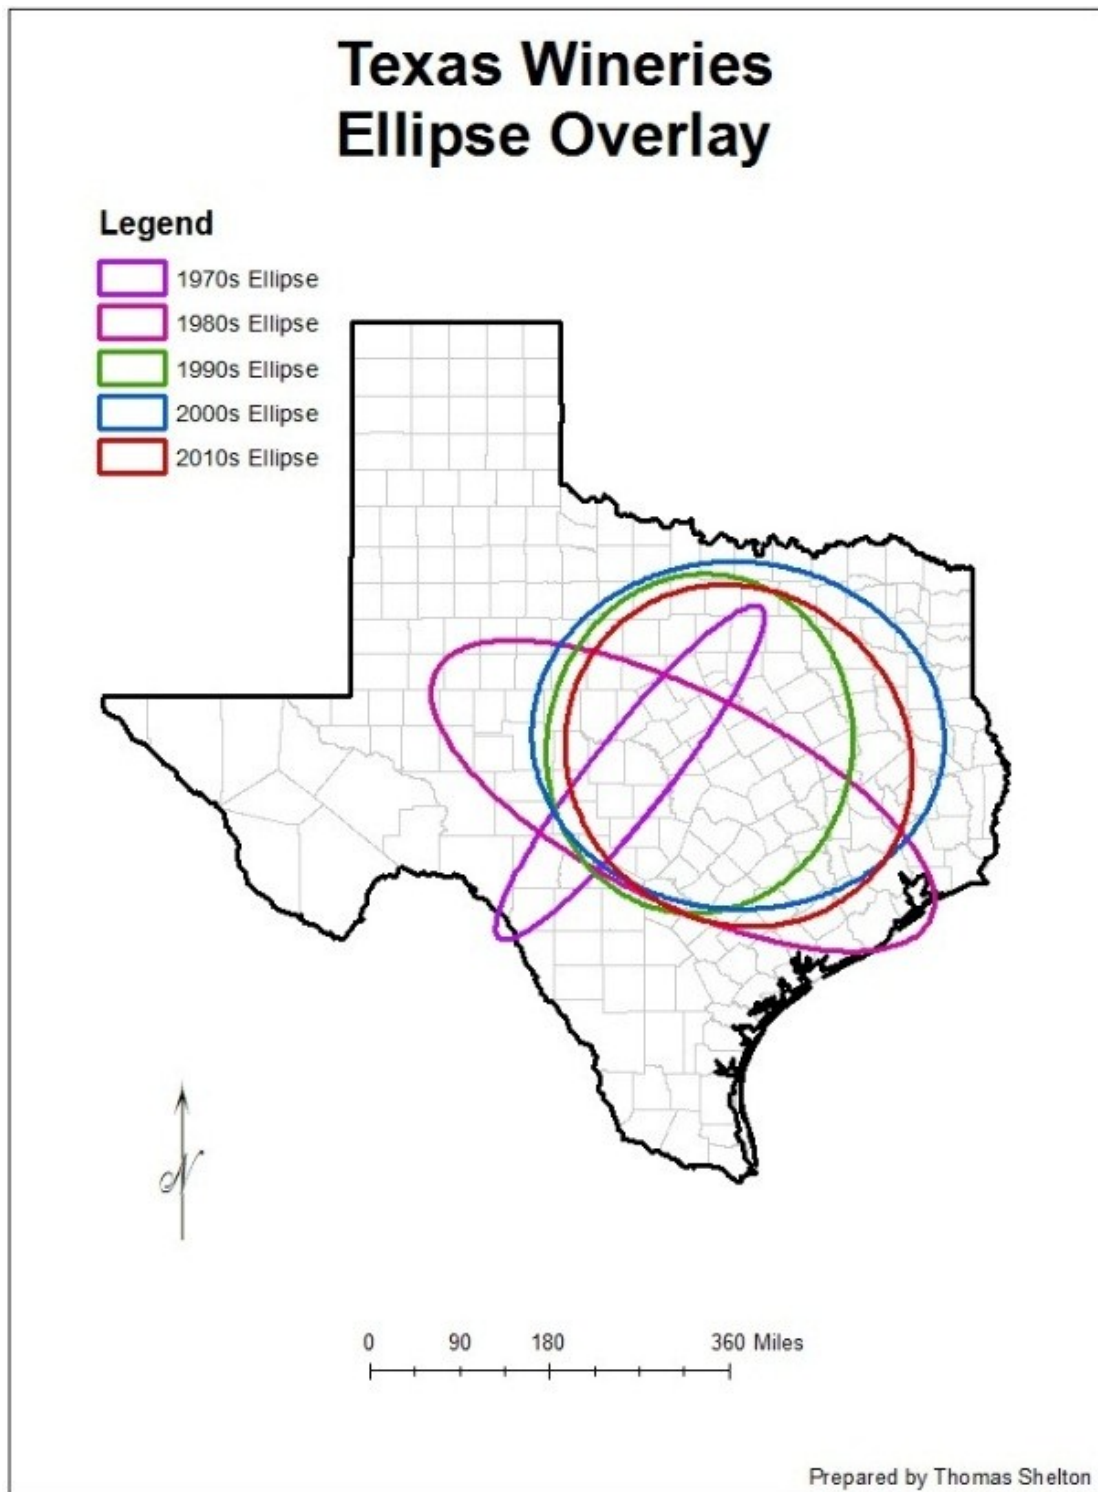 Texas Wineries
Ellipse Overlay
Legend
1970s Ellipse
1980s Ellipse
1990s Ellipse
2000s Ellipse
2010s Ellipse
N
0 90 180 360 Miles
Prepared by Thomas Shelton